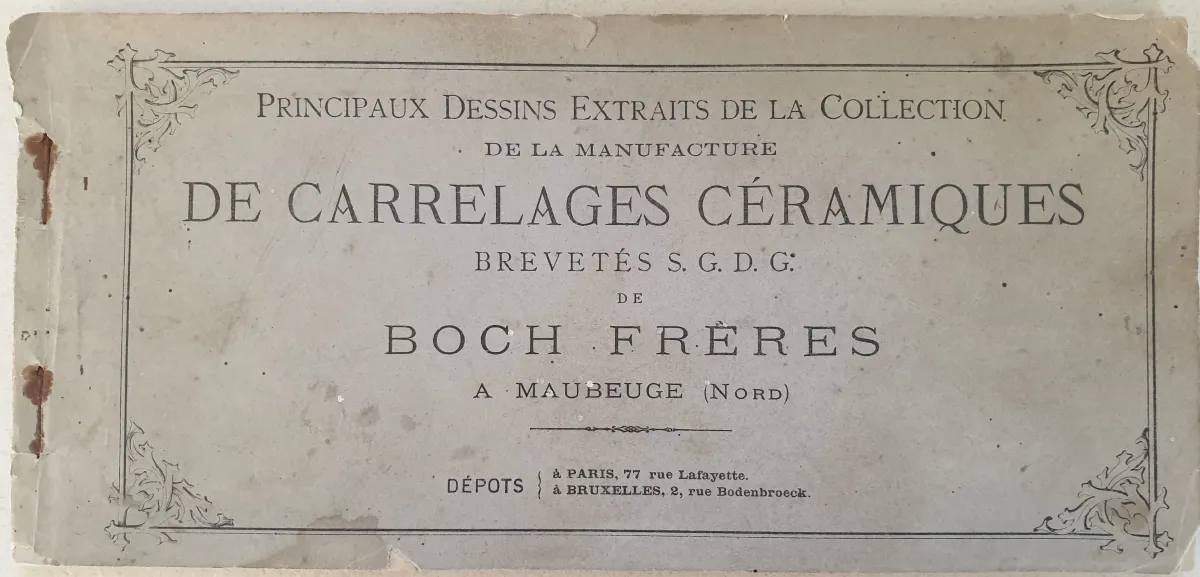 PRINCIPAUX DESSINS EXTRAITS DE LA COLLECTION
DE LA MANUFACTURE
DE CARRELAGES CÉRAMIQUES
BREVETÉS S. G. D. G.
DE
BOCH FRÈRES
A MAUBEUGE (NORD)
DÉPOTS { à PARIS, 77 rue Lafayette.
à BRUXELLES, 2, rue Bodenbroeck.